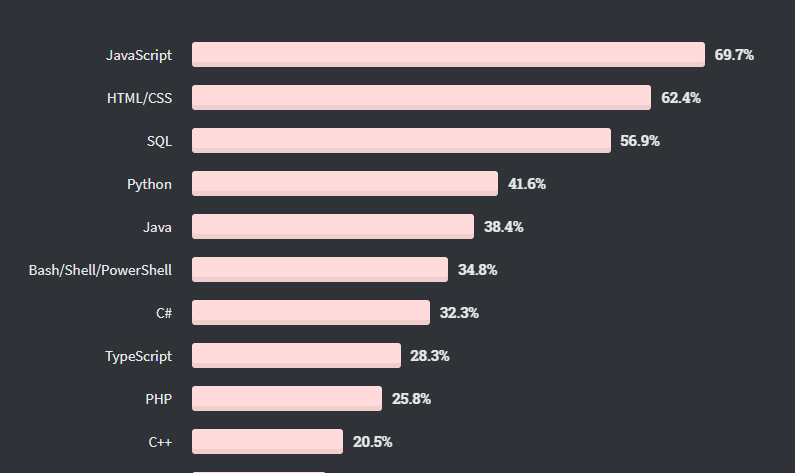 JavaScript 69.7%
HTML/CSS 62.4%
SQL 56.9%
Python 41.6%
Java 38.4%
Bash/Shell/PowerShell 34.8%
C# 32.3%
TypeScript 28.3%
PHP 25.8%
C++ 20.5%